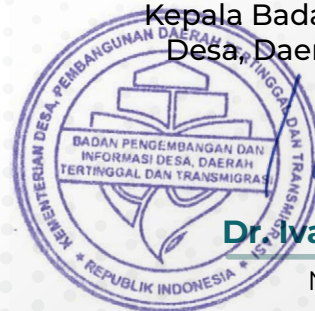 Kepala Bada
Desa, Daer
KEMENTERIAN DESA, PEMBANGUNAN DAERAH TERTINGGAL DAN TRANSMIGRASI
BADAN PENGEMBANGAN DAN
INFORMASI DESA, DAERAH
TERTINGGAL DAN TRANSMIGRASI
* REPUBLIK INDONESIA *
Dr. Iva
N